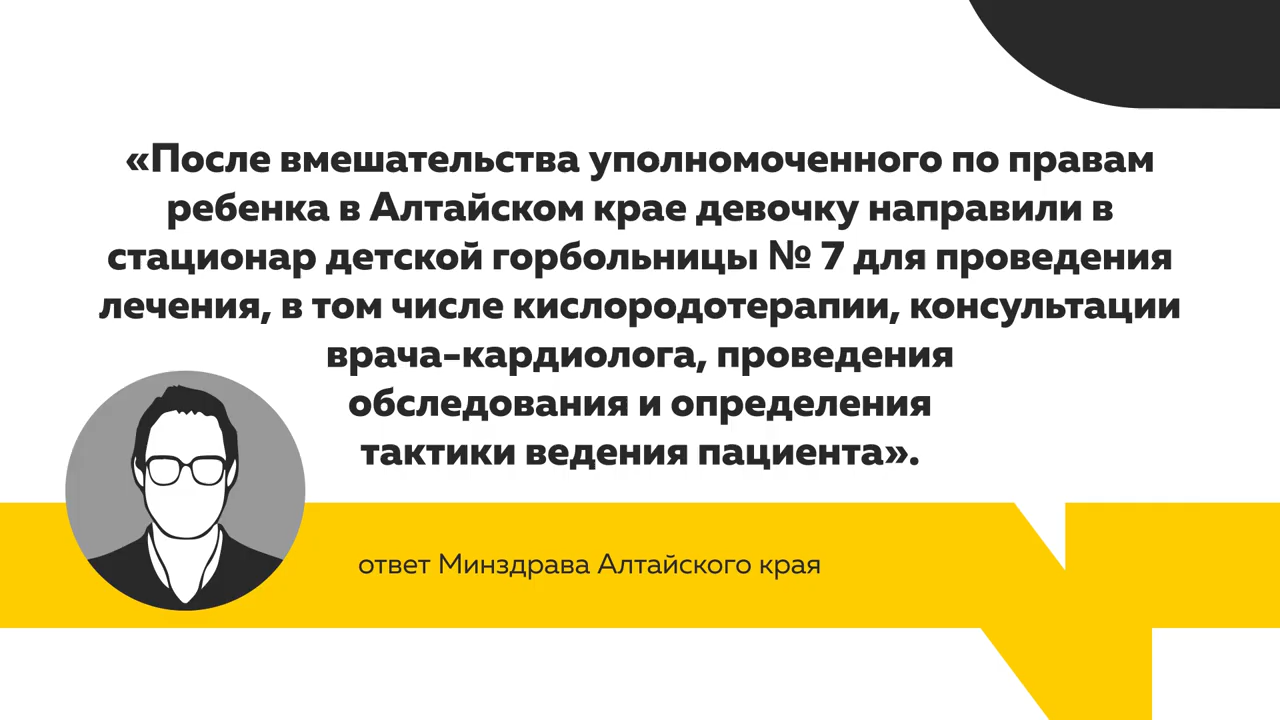 «После вмешательства уполномоченного по правам
ребенка в Алтайском крае девочку направили в
стационар детской горбольницы № 7 для проведения
лечения, в том числе кислородотерапии, консультации
врача-кардиолога, проведения
обследования и определения
тактики ведения пациента».
ответ Минздрава Алтайского края